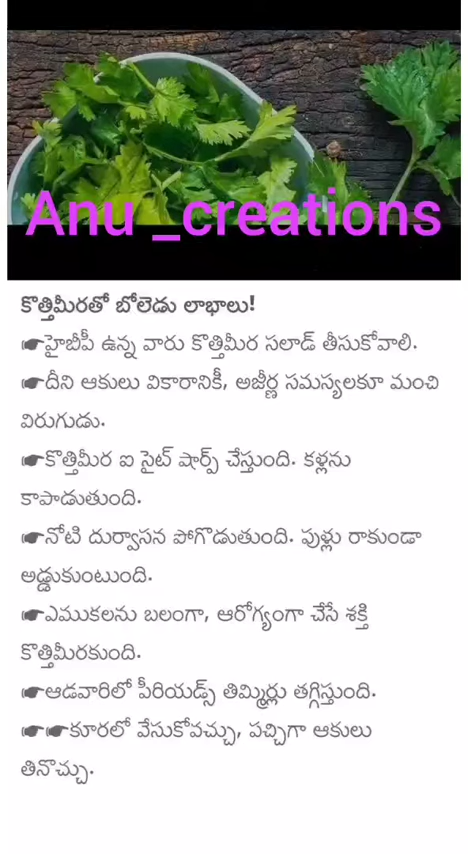 Anu _creations
కొత్తిమీరతో బోలెడు లాభాలు!
☛హైబీపీ ఉన్న వారు కొత్తిమీర సలాడ్ తీసుకోవాలి.
☛దీని ఆకులు వికారానికీ, అజీర్ణ సమస్యలకూ మంచి
విరుగుడు.
☛కొత్తిమీర ఐ సైట్ షార్ప్ చేస్తుంది. కళ్లను
కాపాడుతుంది.
☛నోటి దుర్వాసన పోగొడుతుంది. పుళ్లు రాకుండా
అడ్డుకుంటుంది.
☛ఎముకలను బలంగా, ఆరోగ్యంగా చేసే శక్తి
కొత్తిమీరకుంది.
☛ఆడవారిలో పీరియడ్స్ తిమ్మిర్లు తగ్గిస్తుంది.
☛☛కూరలో వేసుకోవచ్చు, పచ్చిగా ఆకులు
తినొచ్చు.